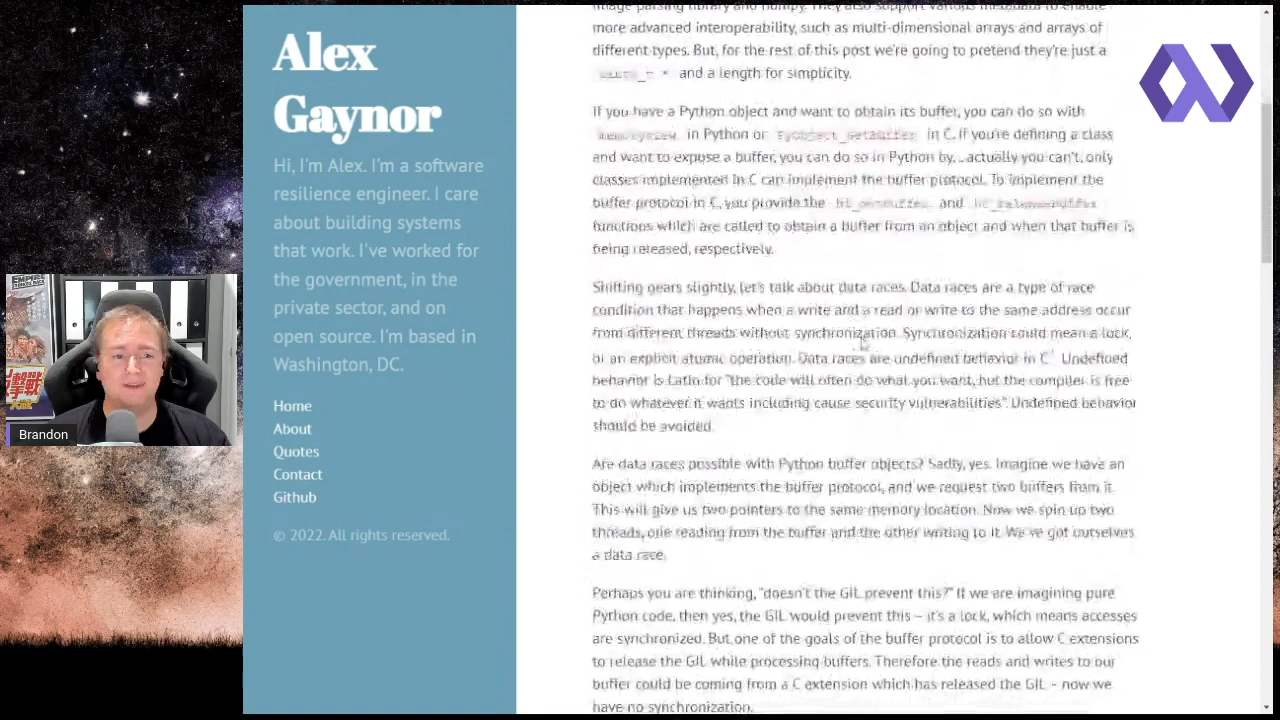 Alex
Gaynor
Hi, I'm Alex. I'm a software
resilience engineer. I care
about building systems
that work. I've worked for
the government, in the
private sector, and on
open source. I'm based in
Washington, DC.
Home
About
Quotes
Contact
Github
© 2022. All rights reserved.
image parsing library and numpy. They also support various metadata to enable
more advanced interoperability, such as multi-dimensional arrays and arrays of
different types. But, for the rest of this post we're going to pretend they're just a
and a length for simplicity.
If you have a Python object and want to obtain its buffer, you can do so with
memoryview in Python or PyObject_GetBuffer in C. If you're defining a class
and want to expose a buffer, you can do so in Python by... actually you can't, only
classes implemented in C can implement the buffer protocol. To implement the
buffer protocol in C, you provide the bf_getbuffer and bf_releasebuffer
functions which are called to obtain a buffer from an object and when that buffer is
being released, respectively.
Shifting gears slightly, let's talk about data races. Data races are a type of race
condition that happens when a write and a read or write to the same address occur
from different threads without synchronization. Synchronization could mean a lock,
or an explicit atomic operation. Data races are undefined behavior in C. Undefined
behavior is Latin for "the code will often do what you want, but the compiler is free
to do whatever it wants including cause security vulnerabilities". Undefined behavior
should be avoided.
Are data races possible with Python buffer objects? Sadly, yes. Imagine we have an
object which implements the buffer protocol, and we request two buffers from it.
This will give us two pointers to the same memory location. Now we spin up two
threads, one reading from the buffer and the other writing to it. We've got ourselves
a data race.
Perhaps you are thinking, "doesn't the GIL prevent this?" If we are imagining pure
Python code, then yes, the GIL would prevent this – it's a lock, which means accesses
are synchronized. But one of the goals of the buffer protocol is to allow C extensions
to release the GIL while processing buffers. Therefore the reads and writes to our
buffer could be coming from a C extension which has released the GIL – now we
have no synchronization.
Brandon